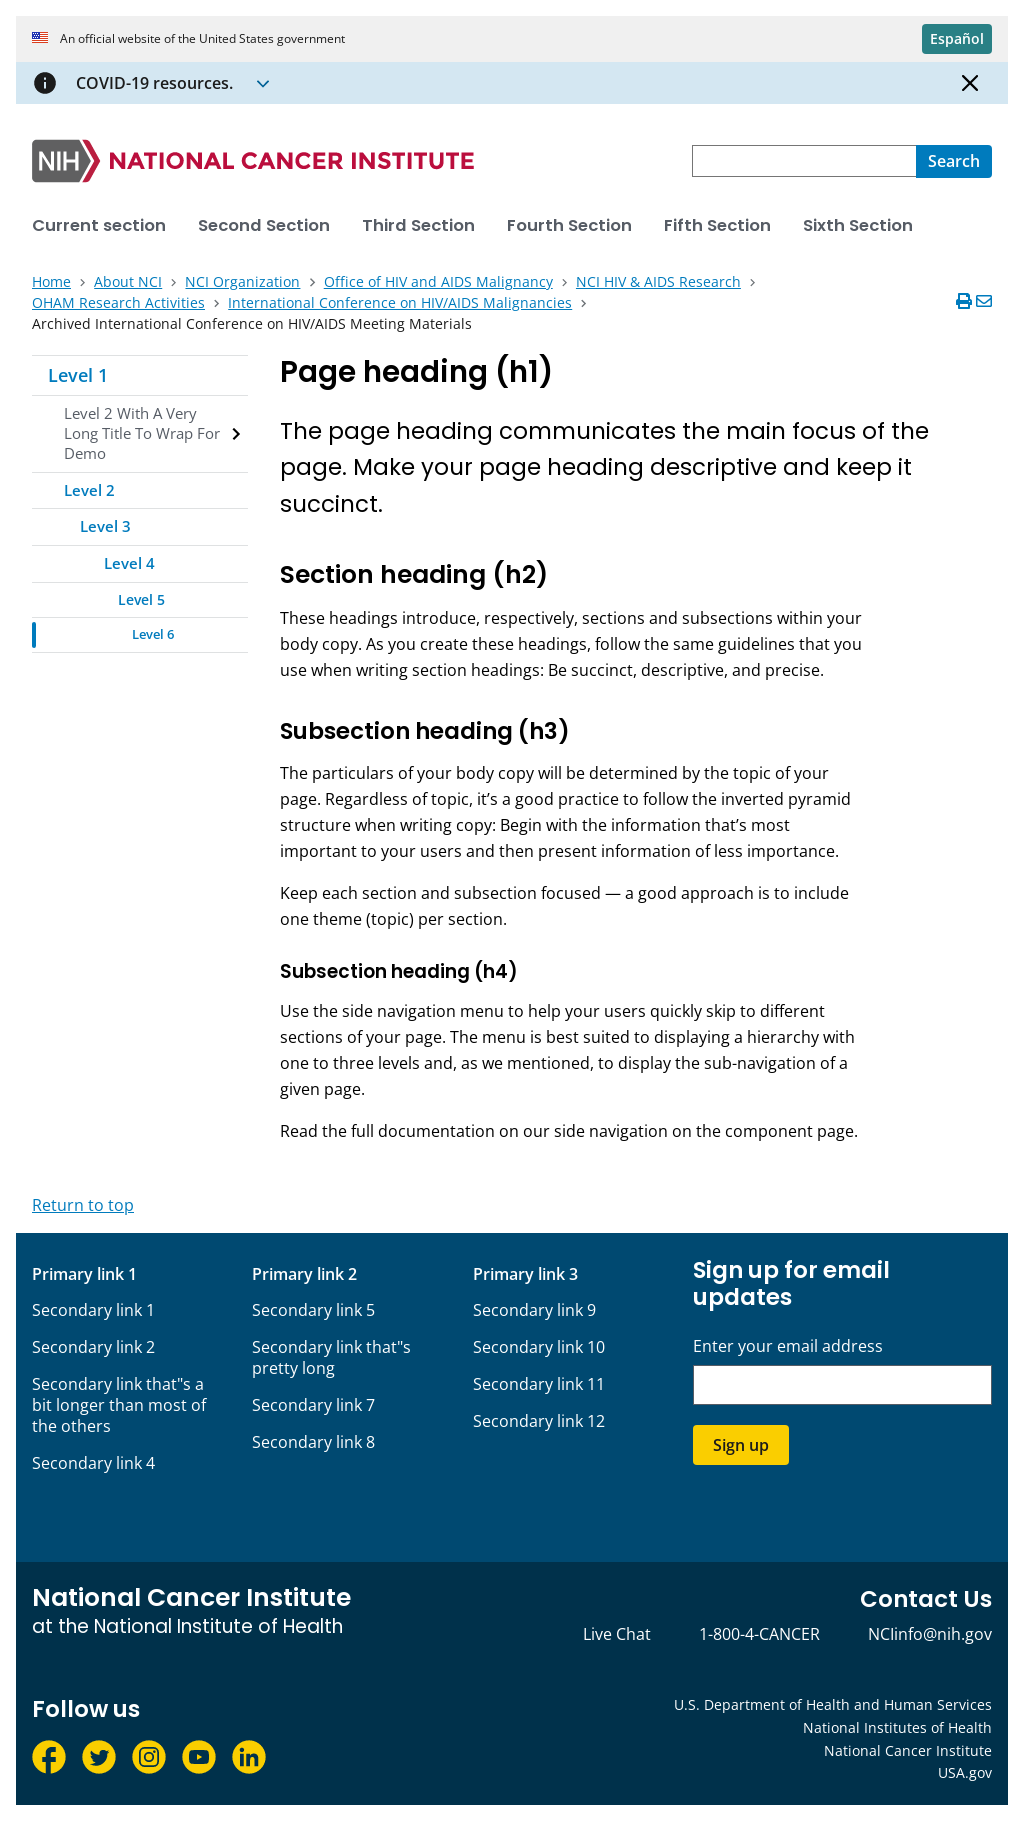 An official website of the United States government
Español
COVID-19 resources.
NIH NATIONAL CANCER INSTITUTE
Search
Current section Second Section Third Section Fourth Section Fifth Section Sixth Section
Home > About NCI > NCI Organization > Office of HIV and AIDS Malignancy > NCI HIV & AIDS Research >
OHAM Research Activities > International Conference on HIV/AIDS Malignancies >
Archived International Conference on HIV/AIDS Meeting Materials
Level 1
Level 2 With A Very
Long Title To Wrap For
Demo
Level 2
Level 3
Level 4
Level 5
Level 6
Page heading (h1)
The page heading communicates the main focus of the
page. Make your page heading descriptive and keep it
succinct.
Section heading (h2)
These headings introduce, respectively, sections and subsections within your
body copy. As you create these headings, follow the same guidelines that you
use when writing section headings: Be succinct, descriptive, and precise.
Subsection heading (h3)
The particulars of your body copy will be determined by the topic of your
page. Regardless of topic, it’s a good practice to follow the inverted pyramid
structure when writing copy: Begin with the information that’s most
important to your users and then present information of less importance.
Keep each section and subsection focused — a good approach is to include
one theme (topic) per section.
Subsection heading (h4)
Use the side navigation menu to help your users quickly skip to different
sections of your page. The menu is best suited to displaying a hierarchy with
one to three levels and, as we mentioned, to display the sub-navigation of a
given page.
Read the full documentation on our side navigation on the component page.
Return to top
Primary link 1
Secondary link 1
Secondary link 2
Secondary link that"s a
bit longer than most of
the others
Secondary link 4
Primary link 2
Secondary link 5
Secondary link that"s
pretty long
Secondary link 7
Secondary link 8
Primary link 3
Secondary link 9
Secondary link 10
Secondary link 11
Secondary link 12
Sign up for email
updates
Enter your email address
Sign up
National Cancer Institute
at the National Institute of Health
Contact Us
Live Chat 1-800-4-CANCER NCIinfo@nih.gov
Follow us
U.S. Department of Health and Human Services
National Institutes of Health
National Cancer Institute
USA.gov